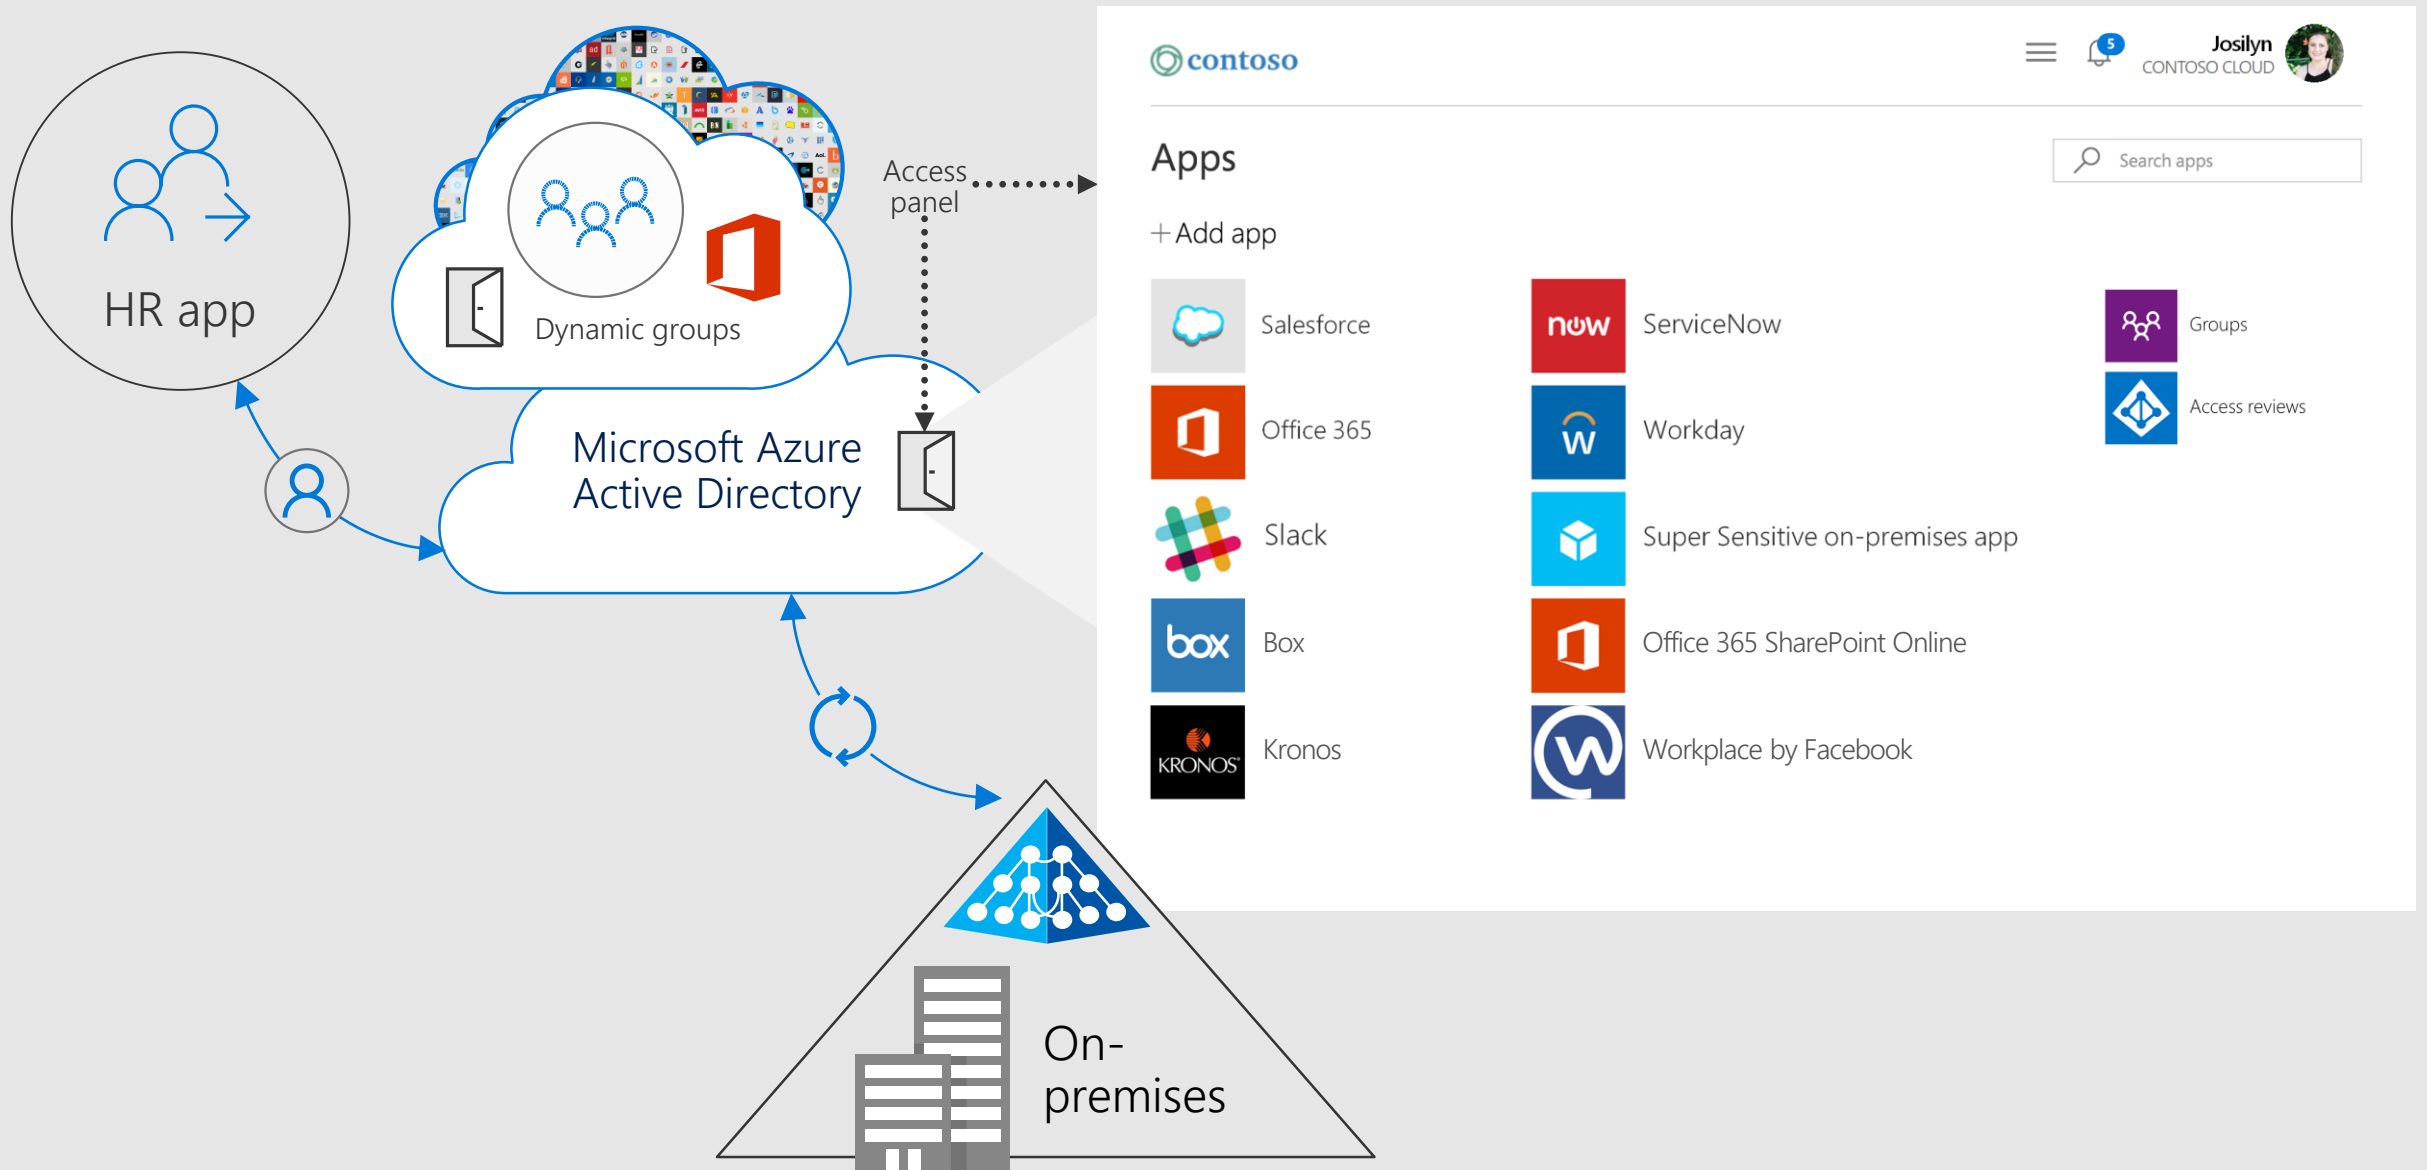 HR app
Dynamic groups
Access
panel
Microsoft Azure
Active Directory
On-
premises
contoso
5
Josilyn
CONTOSO CLOUD
Apps
Search apps
+ Add app
Salesforce
now
ServiceNow
Groups
Office 365
W
Workday
Access reviews
Slack
Super Sensitive on-premises app
box
Box
Office 365 SharePoint Online
KRONOS
Kronos
Workplace by Facebook